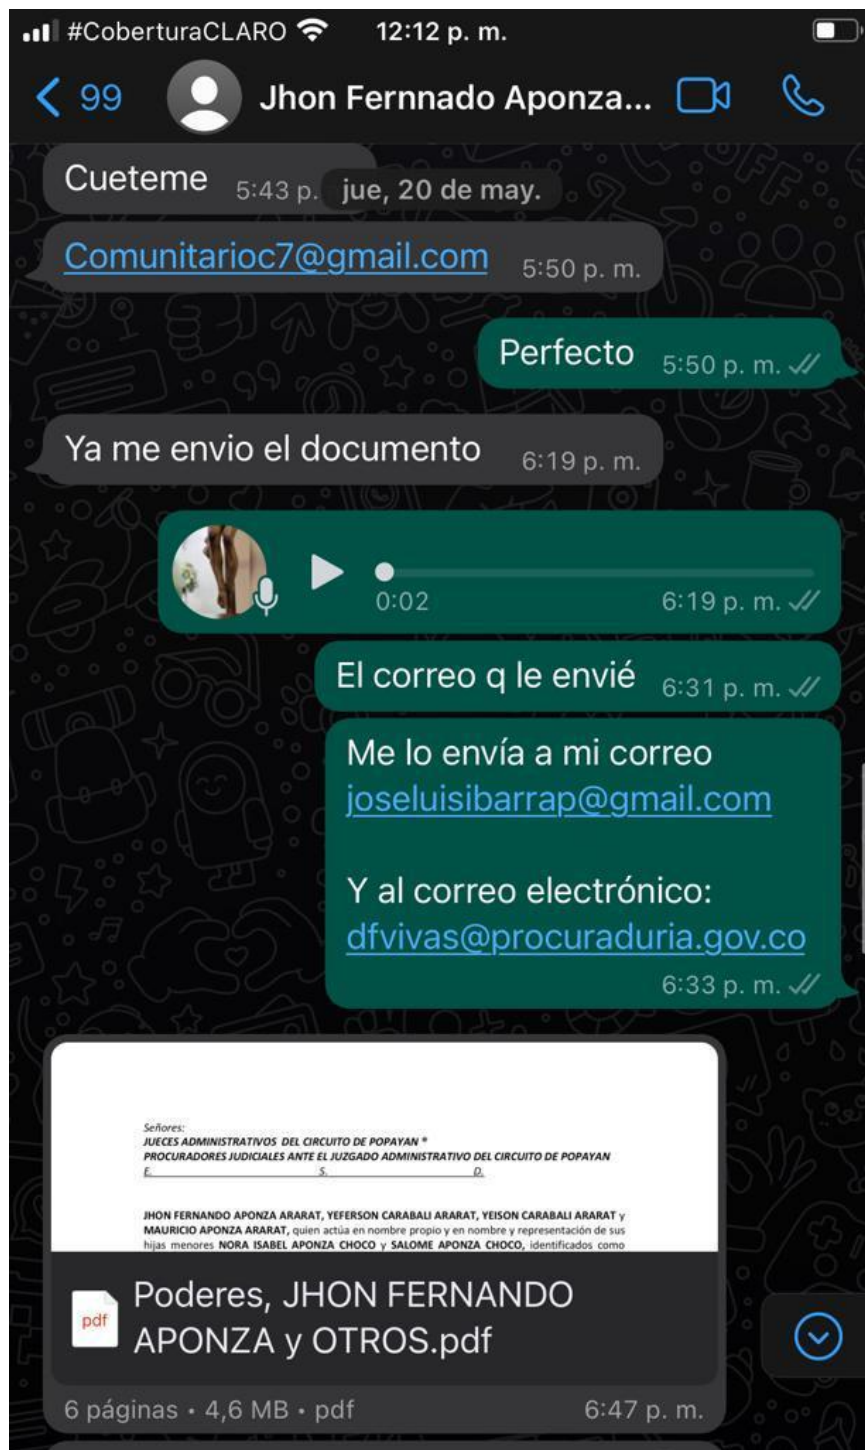 #CoberturaCLARO 12:12 p. m.
99 Jhon Fernnado Aponza...
Cueteme 5:43 p.
jue, 20 de may.
Comunitarioc7@gmail.com 5:50 p. m.
Perfecto 5:50 p. m.
Ya me envio el documento 6:19 p. m.
0:02 6:19 p. m.
El correo q le envié 6:31 p. m.
Me lo envía a mi correo
joseluisibarrap@gmail.com
Y al correo electrónico:
dfvivas@procuraduria.gov.co
6:33 p. m.
Señores:
JUECES ADMINISTRATIVOS DEL CIRCUITO DE POPAYAN *
PROCURADORES JUDICIALES ANTE EL JUZGADO ADMINISTRATIVO DEL CIRCUITO DE POPAYAN
E. S. D.
JHON FERNANDO APONZA ARARAT, YEFERSON CARABALI ARARAT, YEISON CARABALI ARARAT y
MAURICIO APONZA ARARAT, quien actúa en nombre propio y en nombre y representación de sus
hijas menores NORA ISABEL APONZA CHOCO y SALOME APONZA CHOCO, identificados como
pdf
Poderes, JHON FERNANDO
APONZA y OTROS.pdf
6 páginas • 4,6 MB • pdf 6:47 p. m.